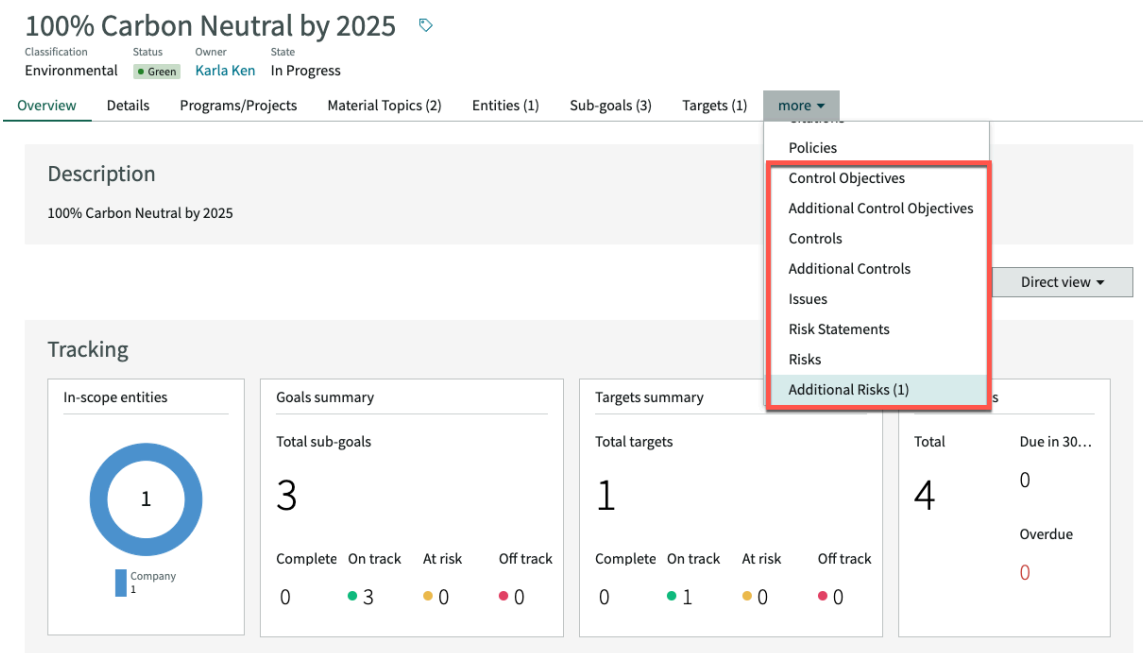 100% Carbon Neutral by 2025
Classification Status Owner State
Environmental Green Karla Ken In Progress
Overview Details Programs/Projects Material Topics (2) Entities (1) Sub-goals (3) Targets (1) more
Citations
Policies
Control Objectives
Additional Control Objectives
Controls
Additional Controls
Issues
Risk Statements
Risks
Additional Risks (1)
Description
100% Carbon Neutral by 2025
Direct view
Tracking
In-scope entities
1
Company
1
Goals summary
Total sub-goals
3
Complete On track At risk Off track
0 3 0 0
Targets summary
Total targets
1
Complete On track At risk Off track
0 1 0 0
Total Due in 30...
4 0
Overdue
0